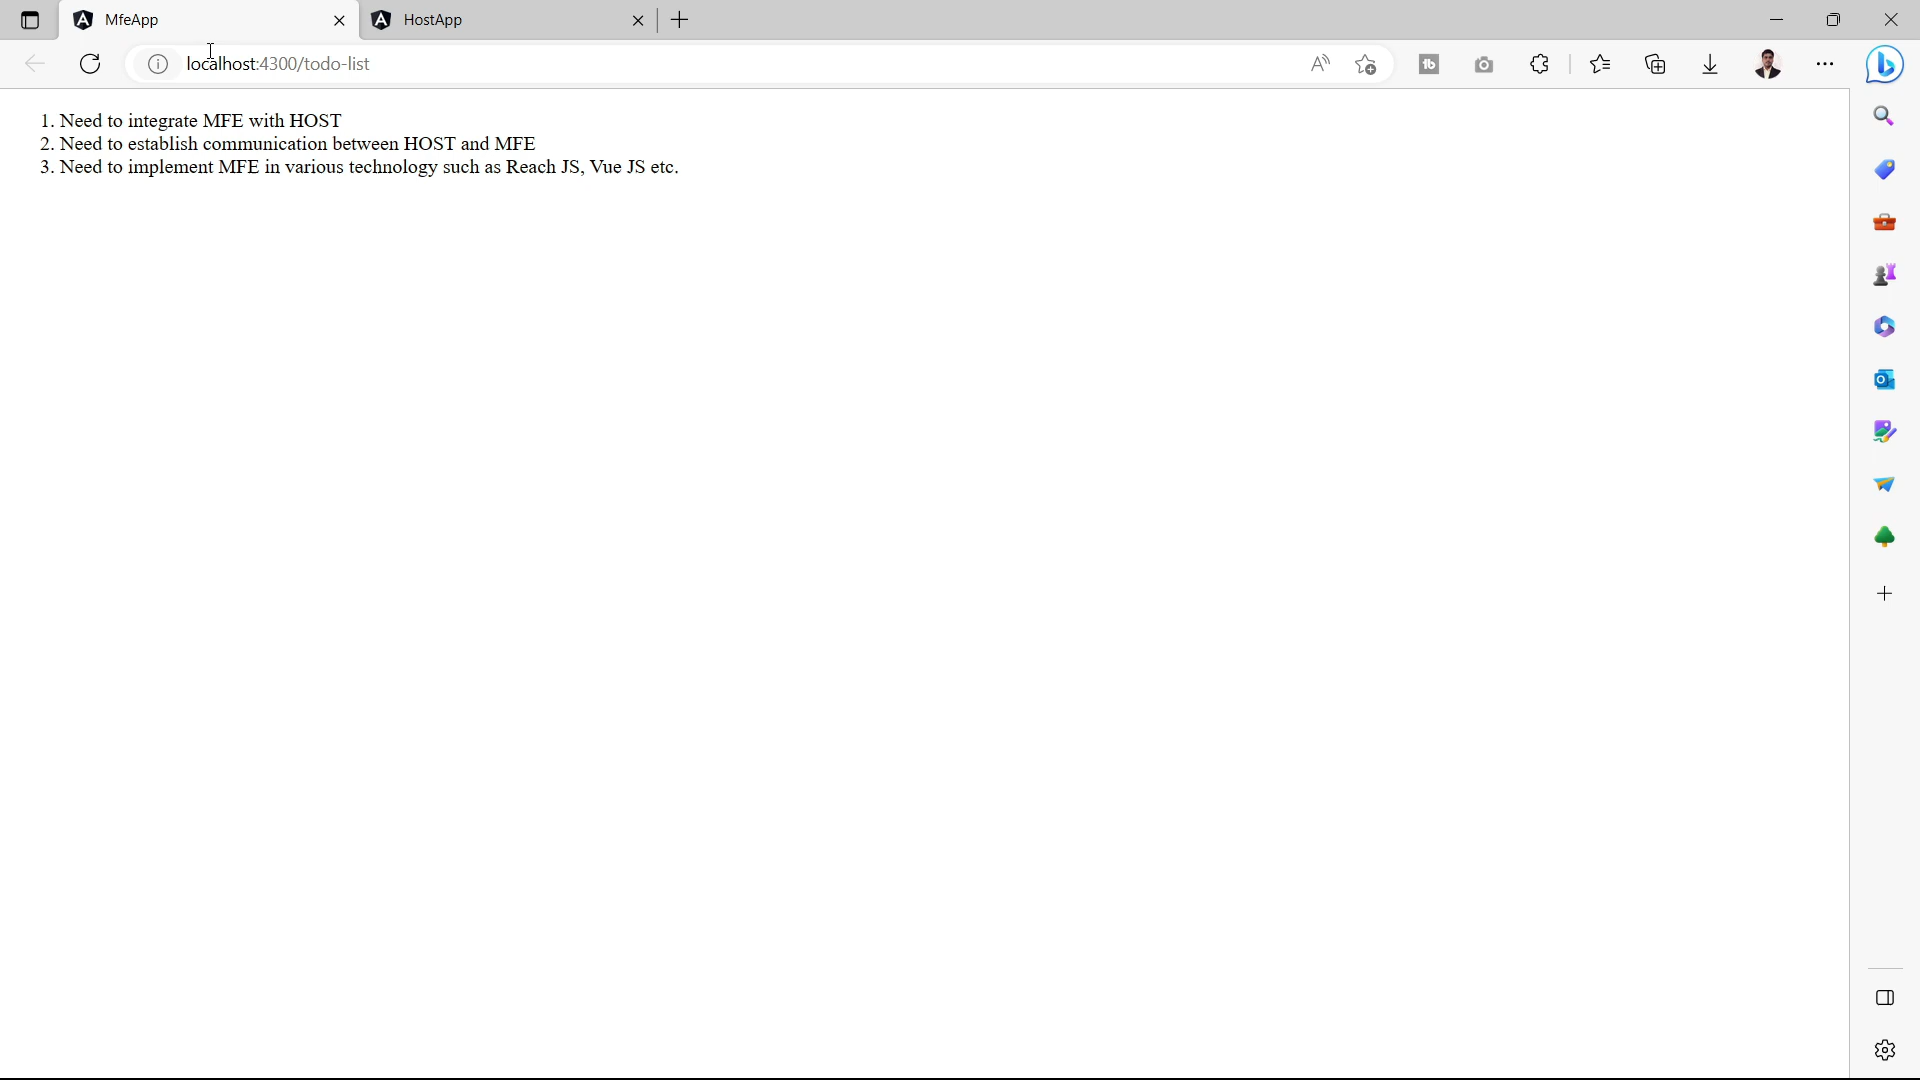 MfeApp
HostApp
localhost:4300/todo-list
1. Need to integrate MFE with HOST
2. Need to establish communication between HOST and MFE
3. Need to implement MFE in various technology such as Reach JS, Vue JS etc.